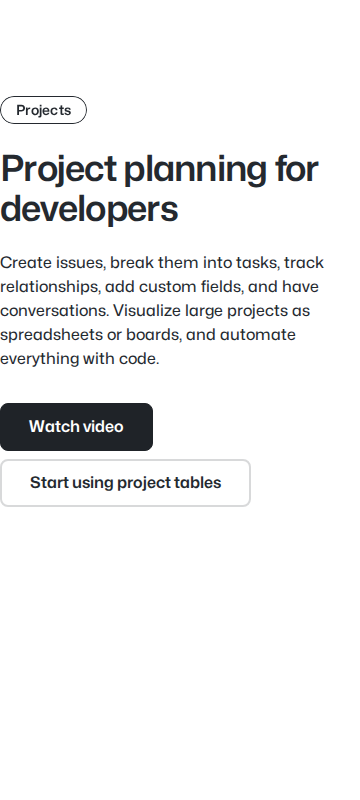 Projects
Project planning for
developers
Create issues, break them into tasks, track
relationships, add custom fields, and have
conversations. Visualize large projects as
spreadsheets or boards, and automate
everything with code.
Watch video
Start using project tables